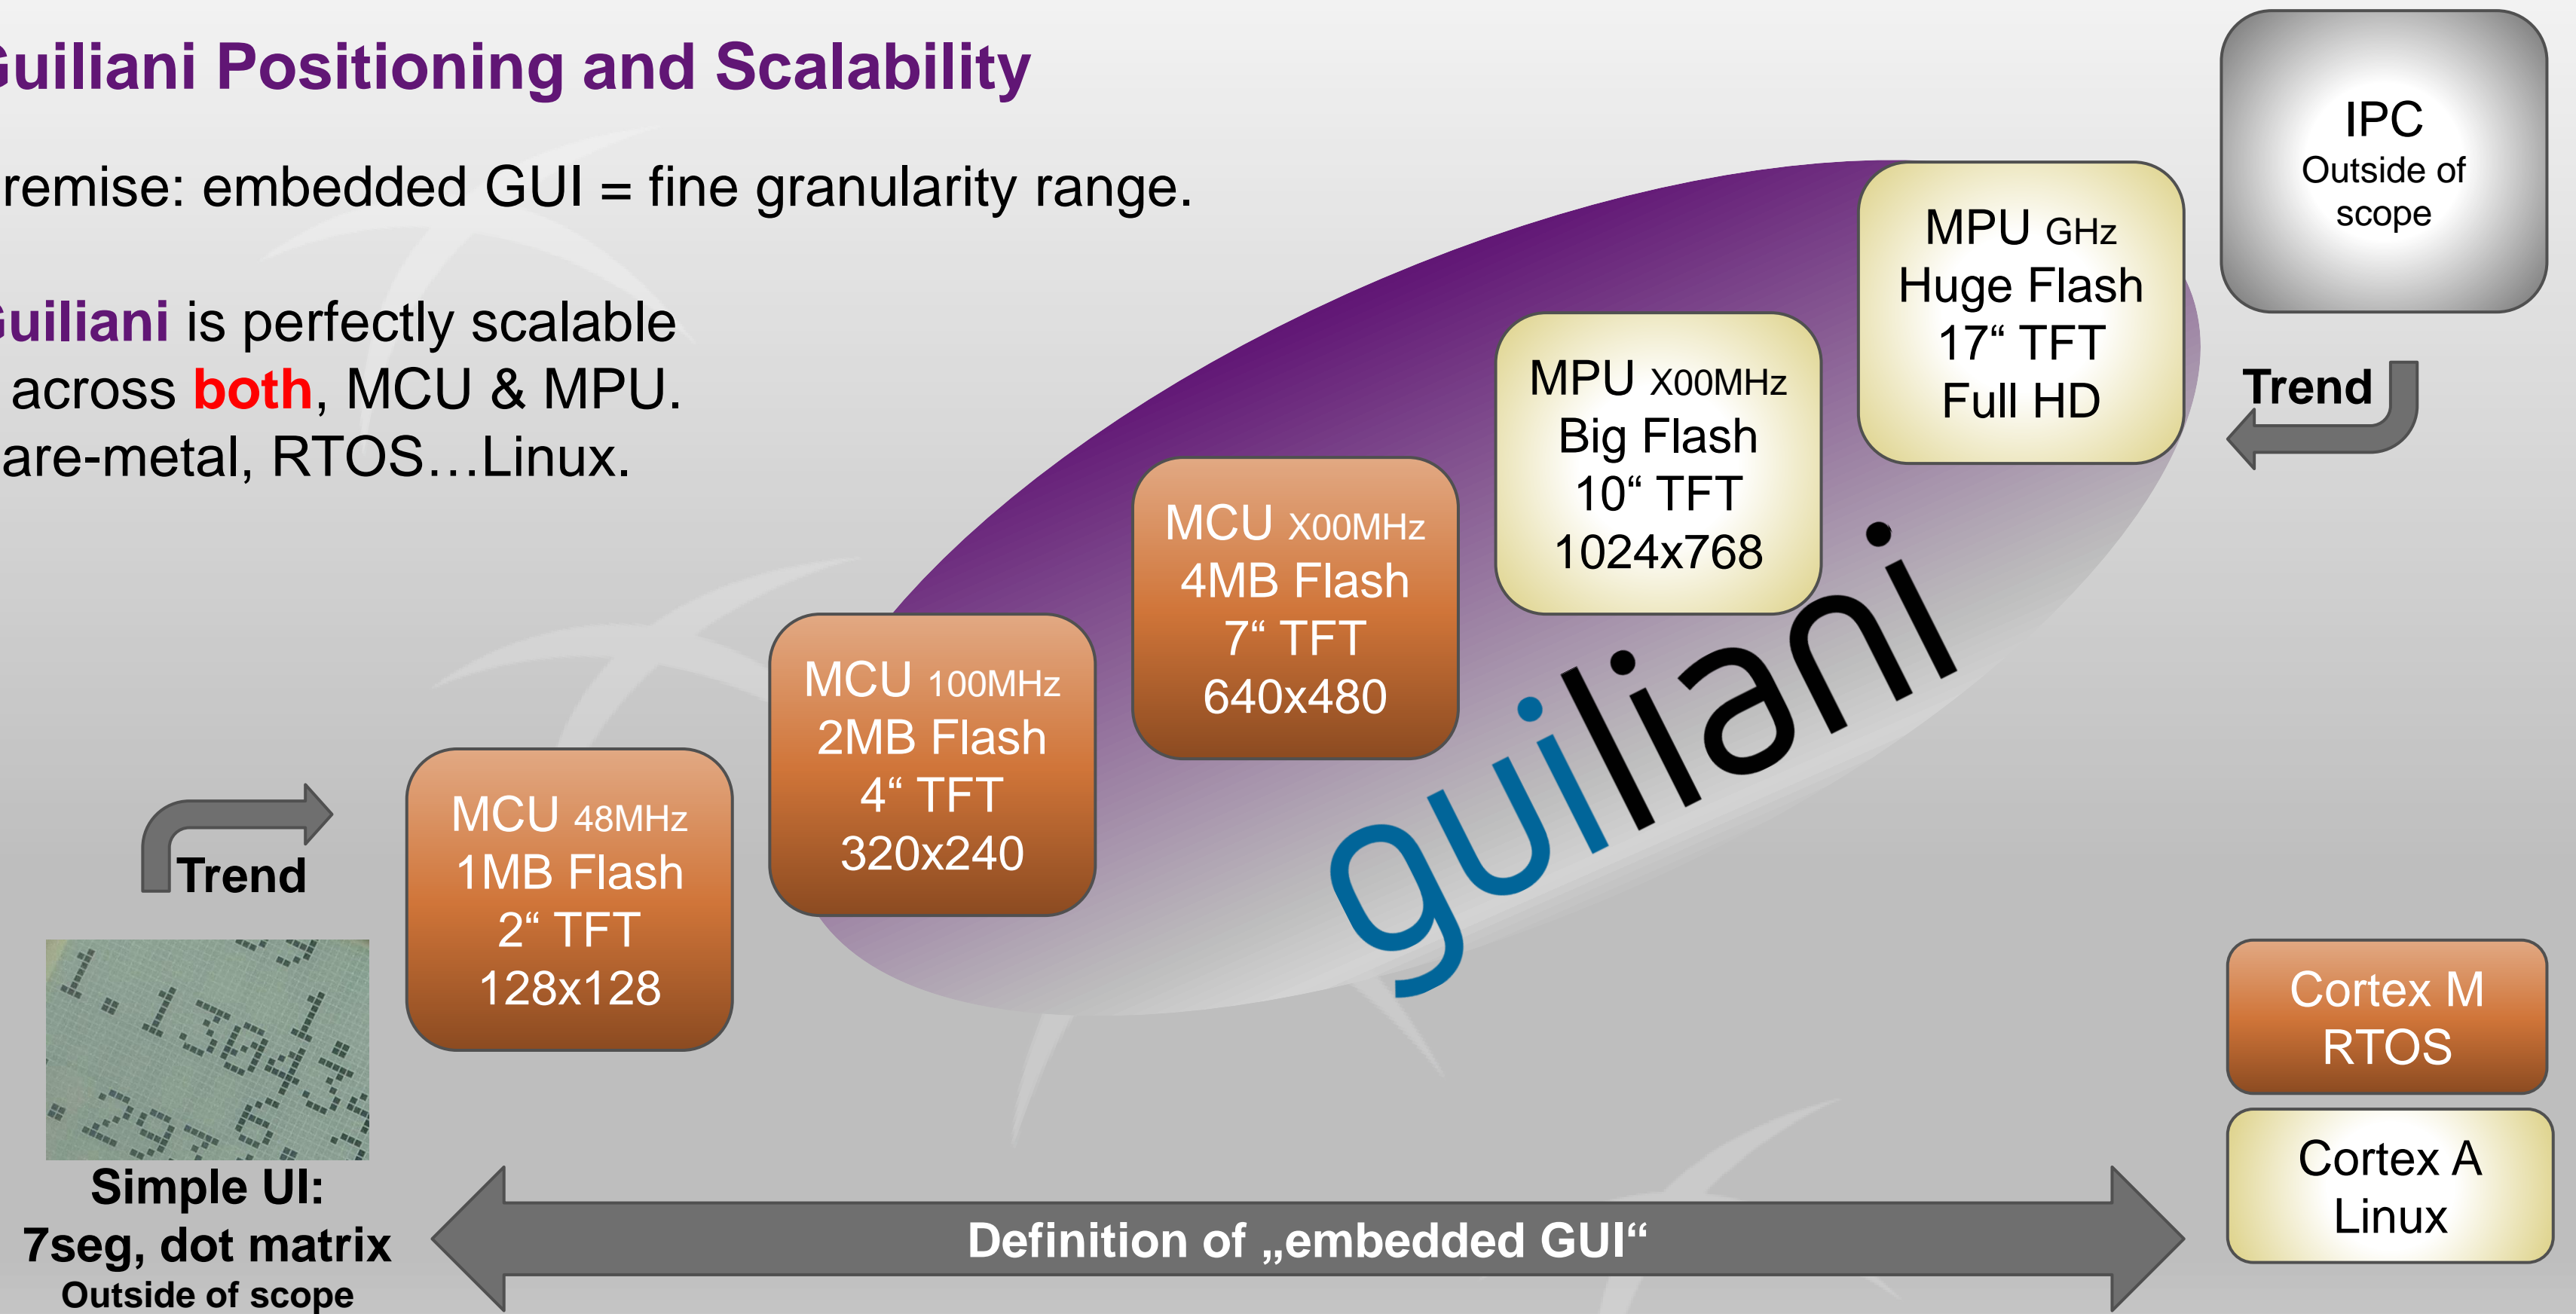 Guiliani Positioning and Scalability
remise: embedded GUI = fine granularity range.
Guiliani is perfectly scalable
across both, MCU & MPU.
are-metal, RTOS…Linux.
IPC
Outside of
scope
Trend
MPU GHz
Huge Flash
17“ TFT
Full HD
MPU X00MHz
Big Flash
10“ TFT
1024x768
MCU X00MHz
4MB Flash
7“ TFT
640x480
MCU 100MHz
2MB Flash
4“ TFT
320x240
MCU 48MHz
1MB Flash
2“ TFT
128x128
guiliani
Trend
Simple UI:
7seg, dot matrix
Outside of scope
Definition of „embedded GUI“
Cortex M
RTOS
Cortex A
Linux